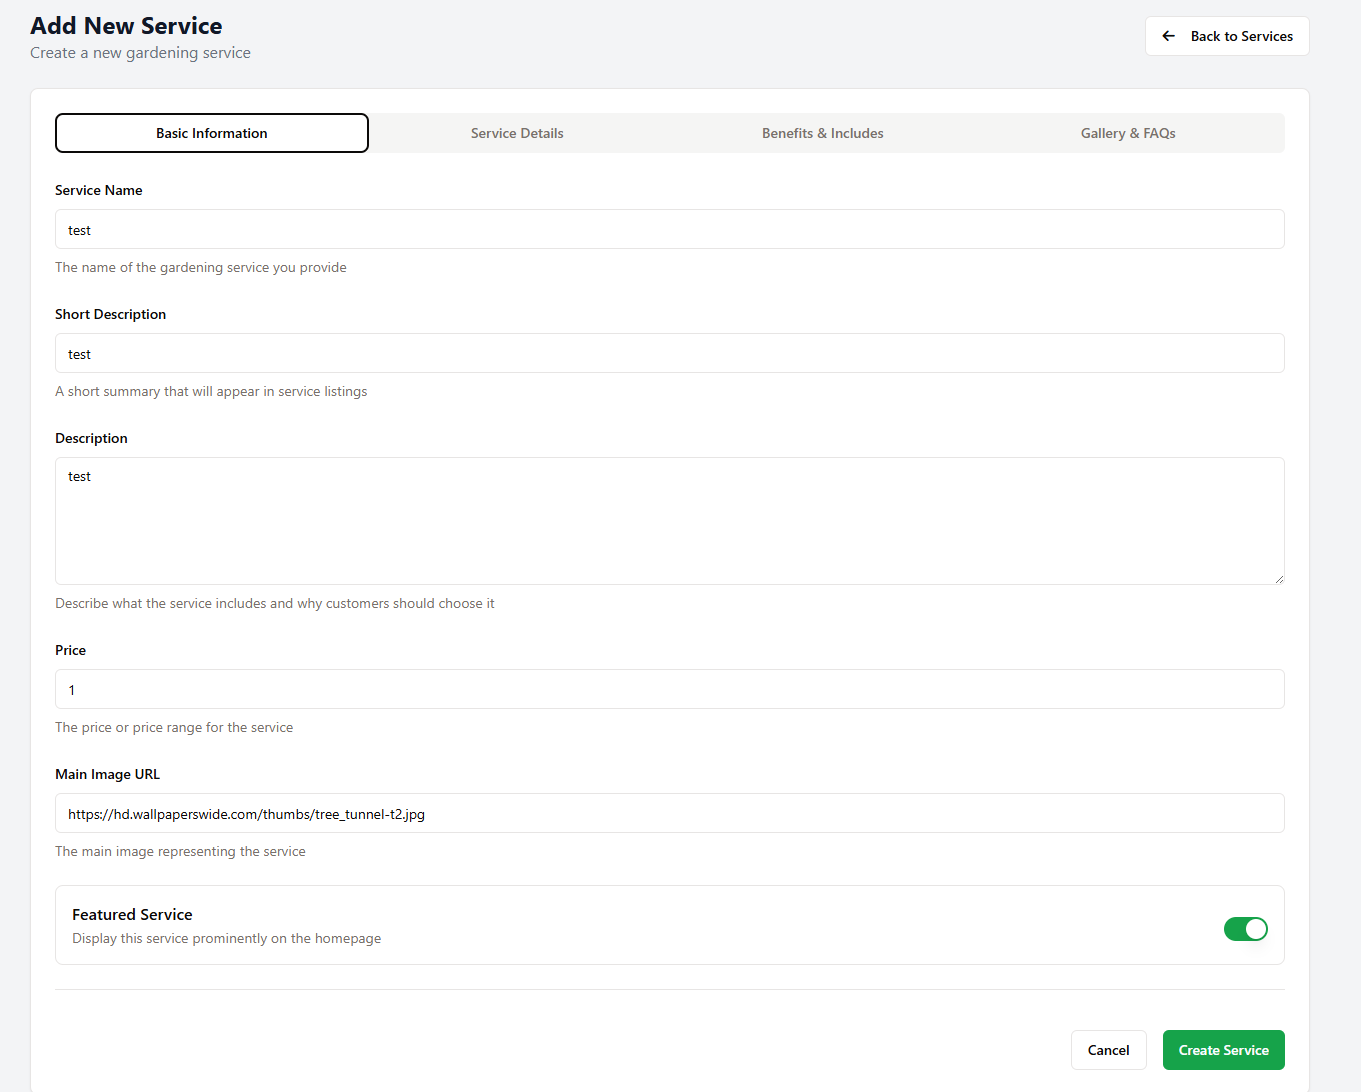 Add New Service
Create a new gardening service
Back to Services
Basic Information
Service Details
Benefits & Includes
Gallery & FAQs
Service Name
test
The name of the gardening service you provide
Short Description
test
A short summary that will appear in service listings
Description
test
Describe what the service includes and why customers should choose it
Price
1
The price or price range for the service
Main Image URL
https://hd.wallpaperswide.com/thumbs/tree_tunnel-t2.jpg
The main image representing the service
Featured Service
Display this service prominently on the homepage
Cancel
Create Service